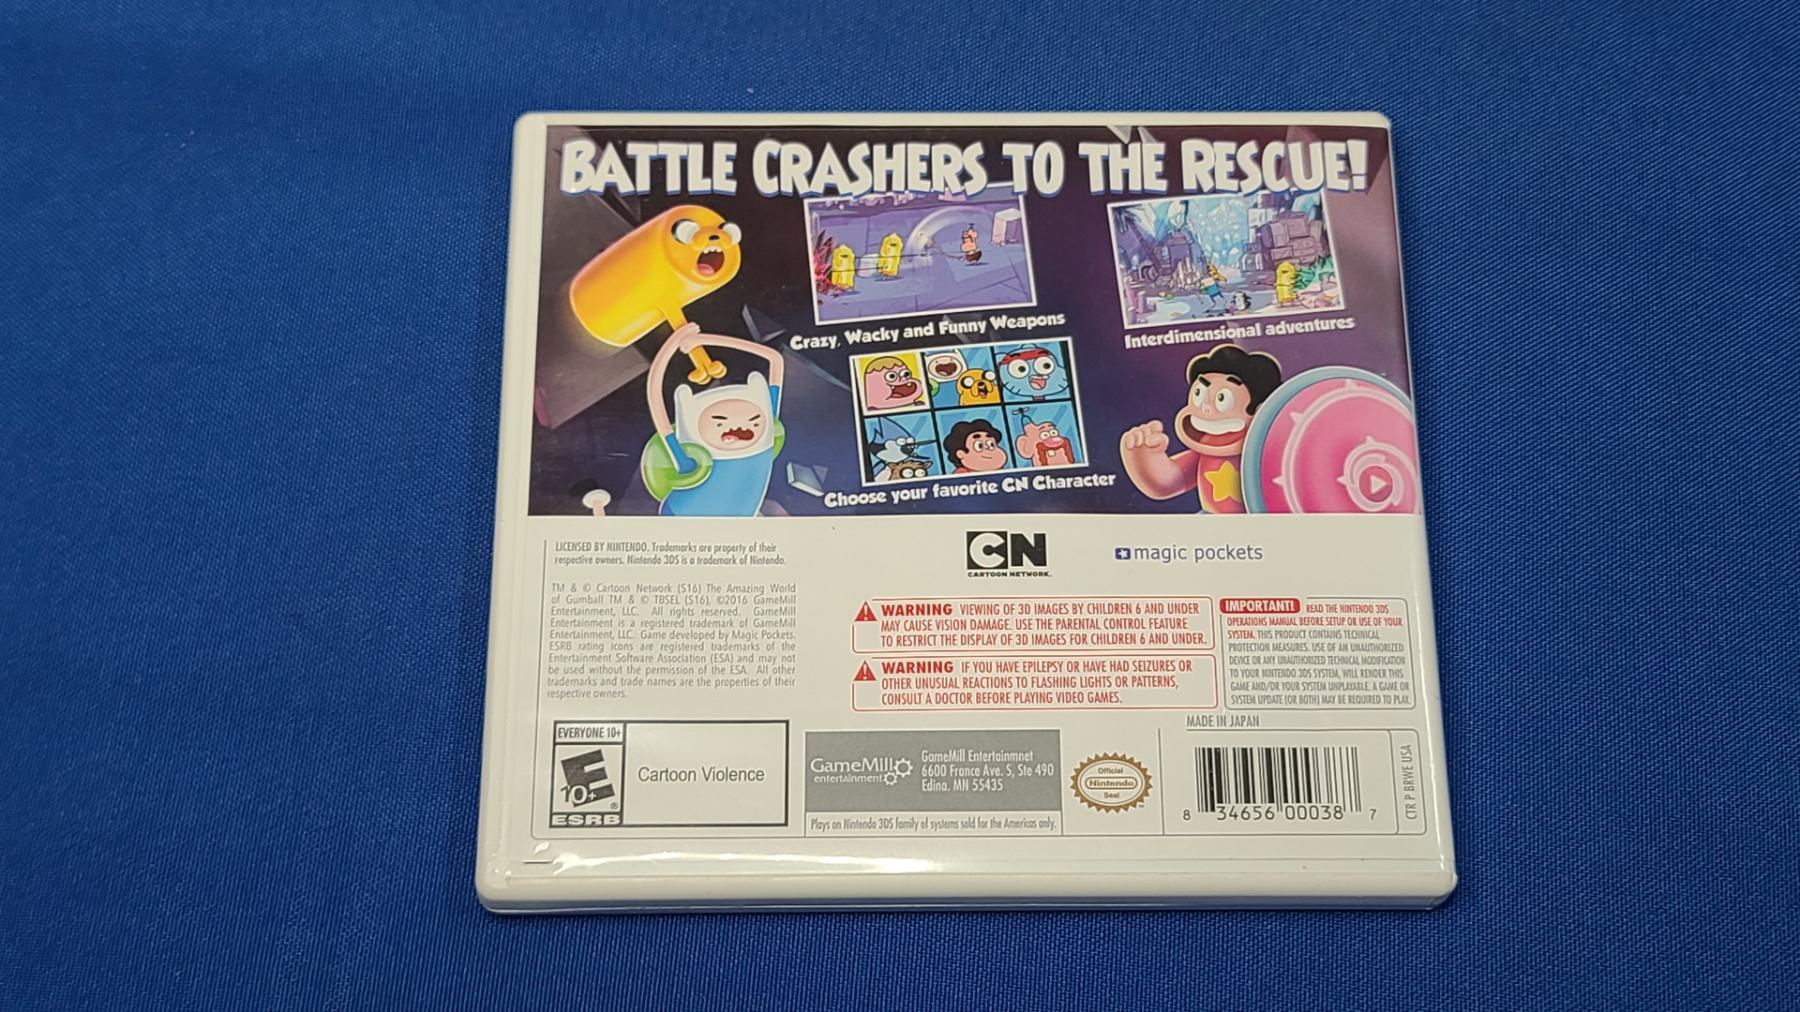 BATTLE CRASHERS TO THE RESCUE!
Crazy, Wacky and Funny Weapons
Interdimensional adventures
Choose your favorite CN Character
LICENSED BY NINTENDO. Trademarks are property of their
respective owners. Nintendo 3DS is a trademark of Nintendo.
TM & © Cartoon Network (S16) The Amazing World
of Gumball TM & © TBSEL (S16), ©2016 GameMill
Entertainment, LLC. All rights reserved. GameMill
Entertainment is a registered trademark of GameMill
Entertainment, LLC. Game developed by Magic Pockets.
ESRB rating icons are registered trademarks of the
Entertainment Software Association (ESA) and may not
be used without the permission of the ESA. All other
trademarks and trade names are the properties of their
respective owners.
CN
CARTOON NETWORK.
magic pockets
WARNING VIEWING OF 3D IMAGES BY CHILDREN 6 AND UNDER
MAY CAUSE VISION DAMAGE. USE THE PARENTAL CONTROL FEATURE
TO RESTRICT THE DISPLAY OF 3D IMAGES FOR CHILDREN 6 AND UNDER.
WARNING IF YOU HAVE EPILEPSY OR HAVE HAD SEIZURES OR
OTHER UNUSUAL REACTIONS TO FLASHING LIGHTS OR PATTERNS,
CONSULT A DOCTOR BEFORE PLAYING VIDEO GAMES.
IMPORTANT! READ THE NINTENDO 3DS
OPERATIONS MANUAL BEFORE SETUP OR USE OF YOUR
SYSTEM. THIS PRODUCT CONTAINS TECHNICAL
PROTECTION MEASURES. USE OF AN UNAUTHORIZED
DEVICE OR ANY UNAUTHORIZED TECHNICAL MODIFICATION
TO YOUR NINTENDO 3DS SYSTEM, WILL RENDER THIS
GAME AND/OR YOUR SYSTEM UNPLAYABLE. A GAME OR
SYSTEM UPDATE (OR BOTH) MAY BE REQUIRED TO PLAY.
EVERYONE 10+
E
10+
®
ESRB
Cartoon Violence
GameMill
entertainment
GameMill Entertainmnet
6600 France Ave. S, Ste 490
Edina, MN 55435
Plays on Nintendo 3DS family of systems sold for the Americas only.
Official
Nintendo
Seal
MADE IN JAPAN
8 34656 00038 7
CTR P BRWE USA